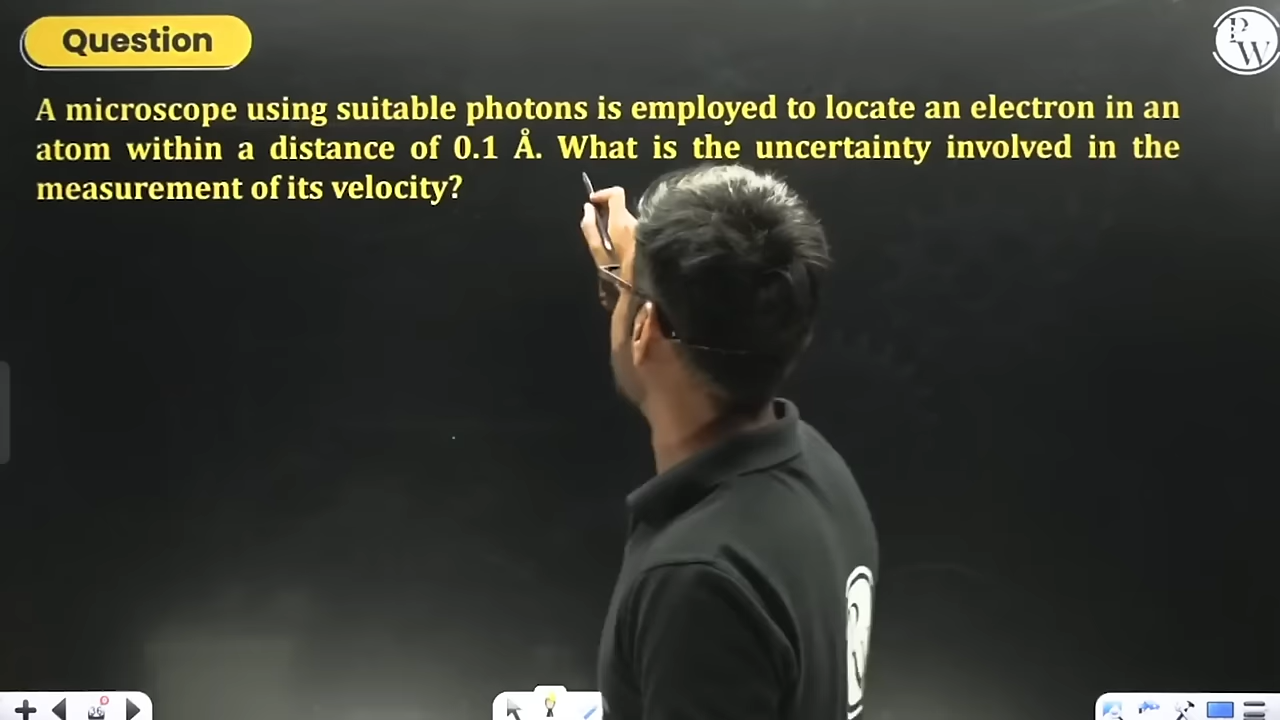 Question
PW
A microscope using suitable photons is employed to locate an electron in an
atom within a distance of 0.1 Å. What is the uncertainty involved in the
measurement of its velocity?